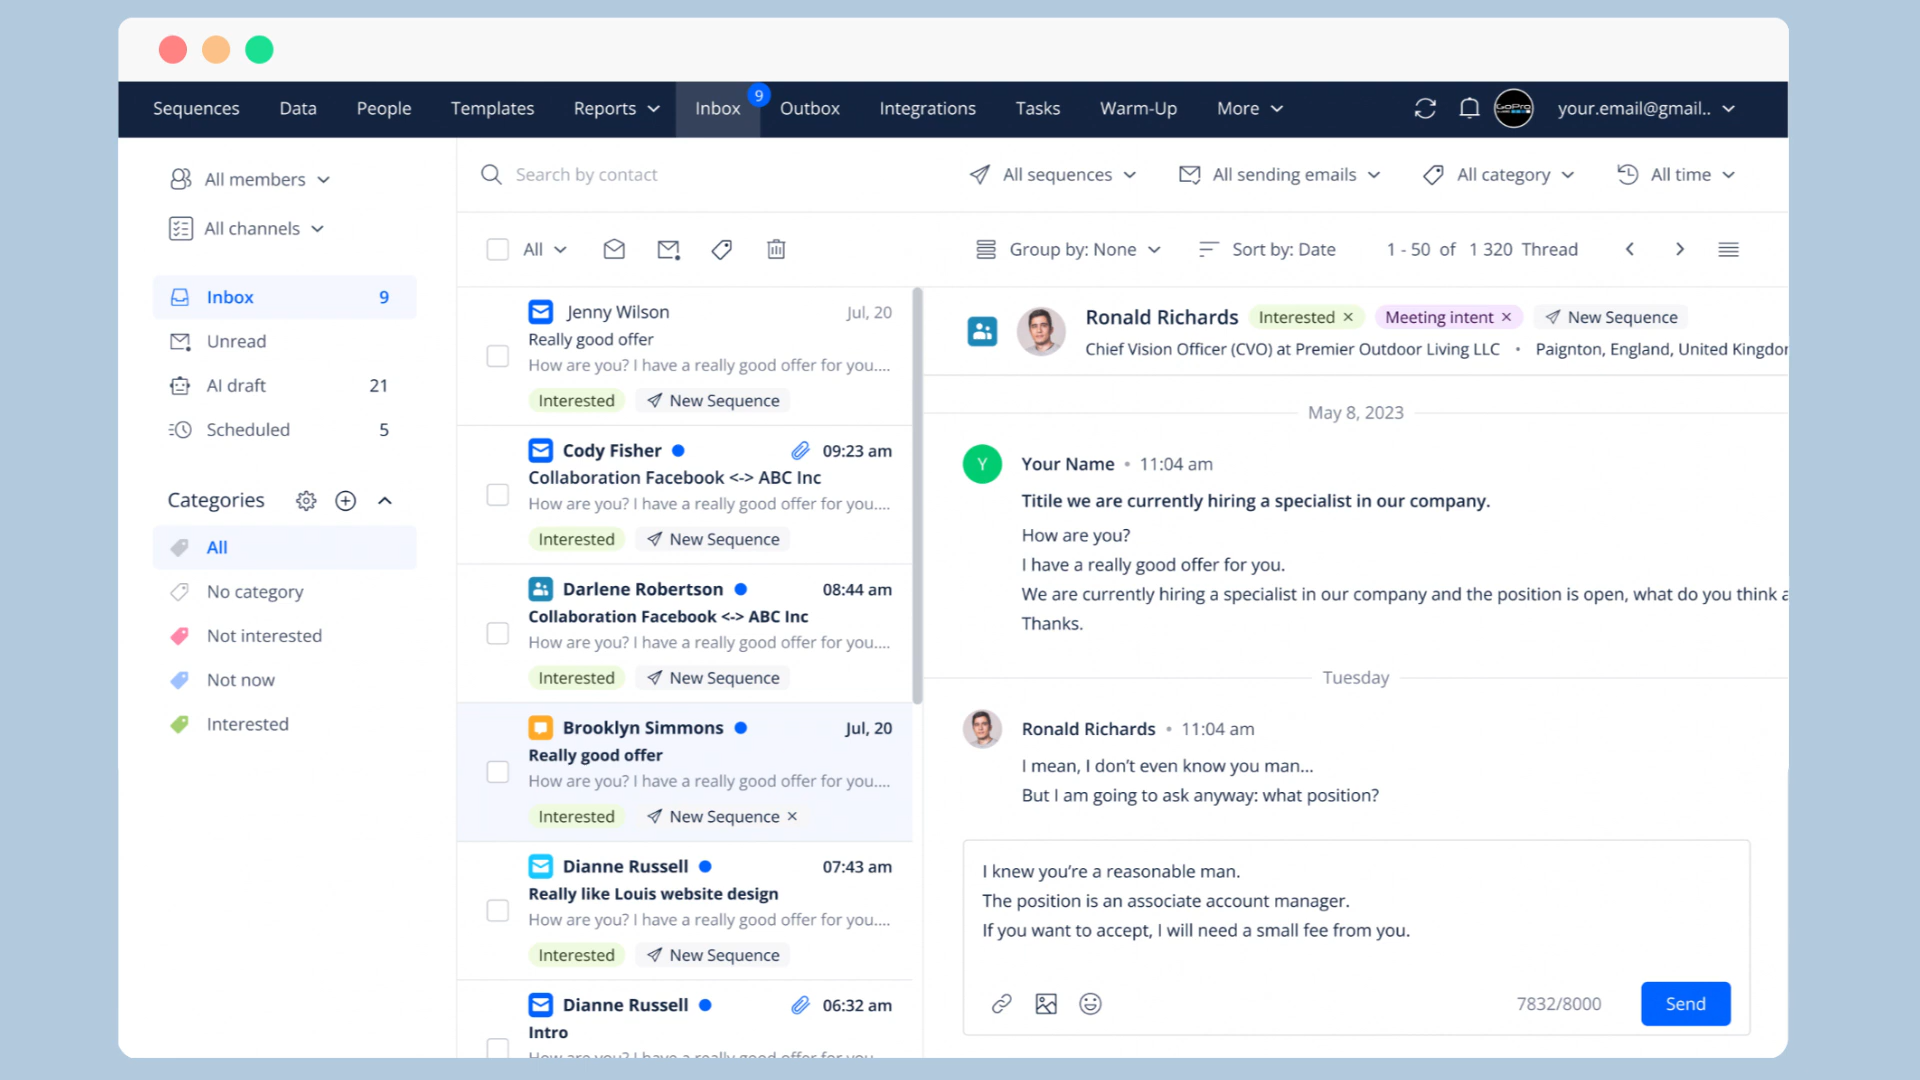 Sequences
Data
People
Templates
Reports
Inbox
9
Outbox
Integrations
Tasks
Warm-Up
More
GoPro
your.email@gmail..
All members
All channels
Inbox 9
Unread
AI draft 21
Scheduled 5
Categories
All
No category
Not interested
Not now
Interested
Search by contact
All sequences
All sending emails
All category
All time
All
Group by: None
Sort by: Date
1 - 50 of 1 320 Thread
Jenny Wilson Jul, 20
Really good offer
How are you? I have a really good offer for you....
Interested New Sequence
Cody Fisher 09:23 am
Collaboration Facebook <-> ABC Inc
How are you? I have a really good offer for you....
Interested New Sequence
Darlene Robertson 08:44 am
Collaboration Facebook <-> ABC Inc
How are you? I have a really good offer for you....
Interested New Sequence
Brooklyn Simmons Jul, 20
Really good offer
How are you? I have a really good offer for you....
Interested New Sequence ×
Dianne Russell 07:43 am
Really like Louis website design
How are you? I have a really good offer for you....
Interested New Sequence
Dianne Russell 06:32 am
Intro
How are you? I have a really good offer for you....
Ronald Richards Interested × Meeting intent × New Sequence
Chief Vision Officer (CVO) at Premier Outdoor Living LLC • Paignton, England, United Kingdom
May 8, 2023
Y
Your Name • 11:04 am
Titile we are currently hiring a specialist in our company.
How are you?
I have a really good offer for you.
We are currently hiring a specialist in our company and the position is open, what do you think a
Thanks.
Tuesday
Ronald Richards • 11:04 am
I mean, I don’t even know you man...
But I am going to ask anyway: what position?
I knew you’re a reasonable man.
The position is an associate account manager.
If you want to accept, I will need a small fee from you.
7832/8000
Send